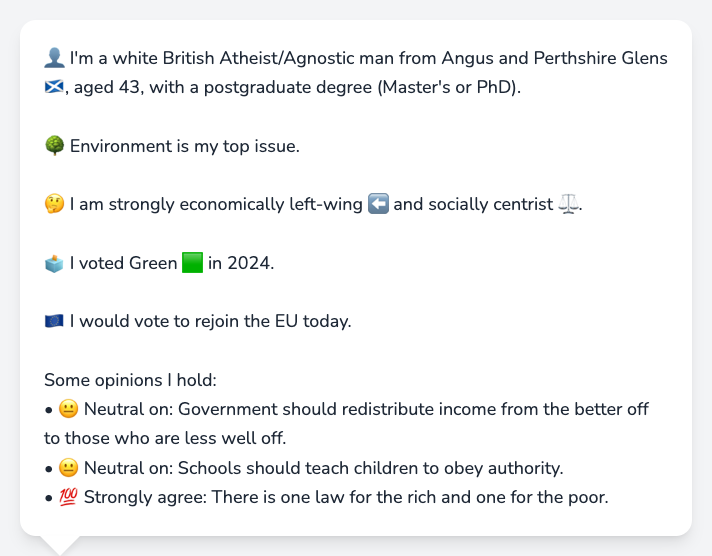 👤 I'm a white British Atheist/Agnostic man from Angus and Perthshire Glens
🏴󠁧󠁢󠁳󠁣󠁴󠁿, aged 43, with a postgraduate degree (Master's or PhD).
🌳 Environment is my top issue.
🤔 I am strongly economically left-wing ⬅️ and socially centrist ⚖️.
🗳️ I voted Green 🟩 in 2024.
🇪🇺 I would vote to rejoin the EU today.
Some opinions I hold:
• 😐 Neutral on: Government should redistribute income from the better off
to those who are less well off.
• 😐 Neutral on: Schools should teach children to obey authority.
• 💯 Strongly agree: There is one law for the rich and one for the poor.